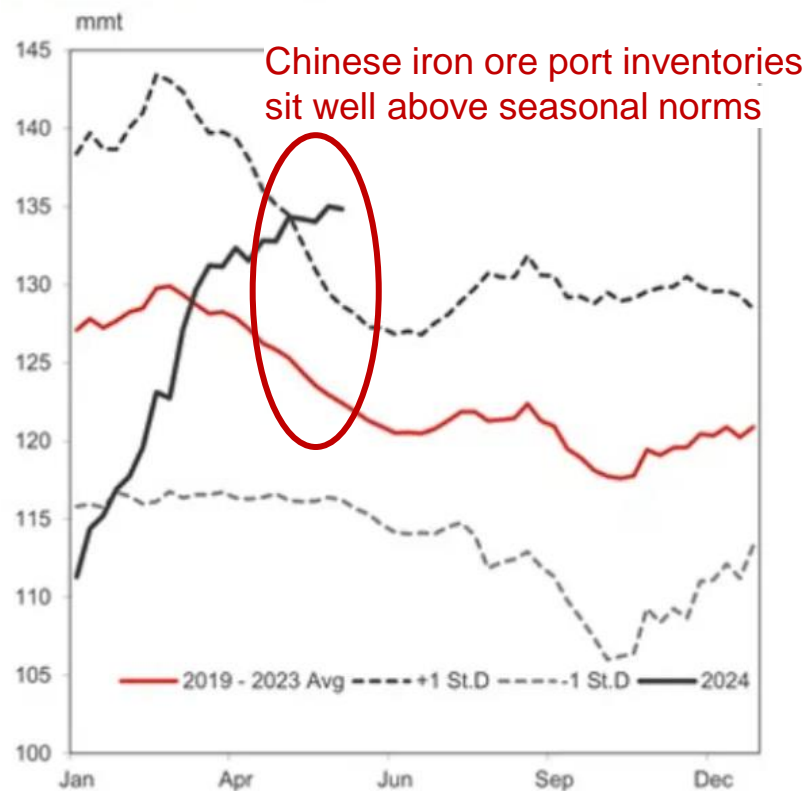 mmt
Chinese iron ore port inventories
sit well above seasonal norms
145
140
135
130
125
120
115
110
105
100
2019 - 2023 Avg +1 St.D -1 St.D 2024
Jan Apr Jun Sep Dec